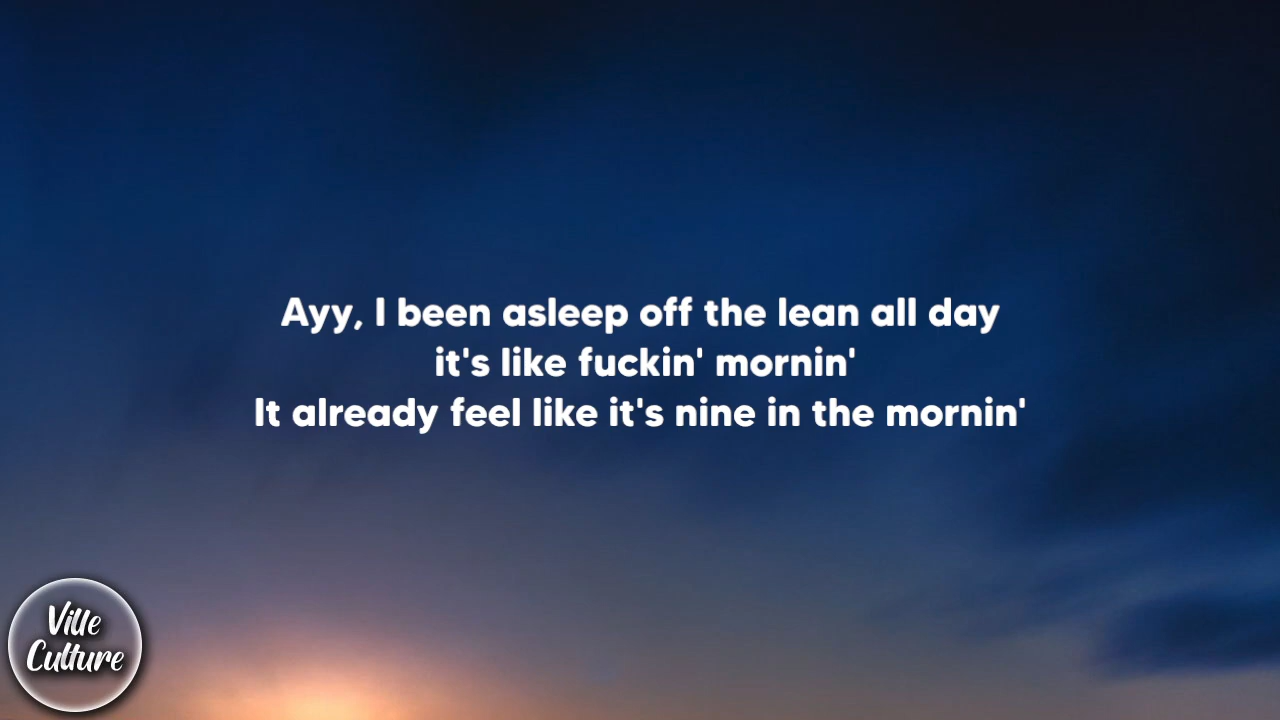 Ayy, I been asleep off the lean all day
it's like fuckin' mornin'
It already feel like it's nine in the mornin'
Ville
Culture